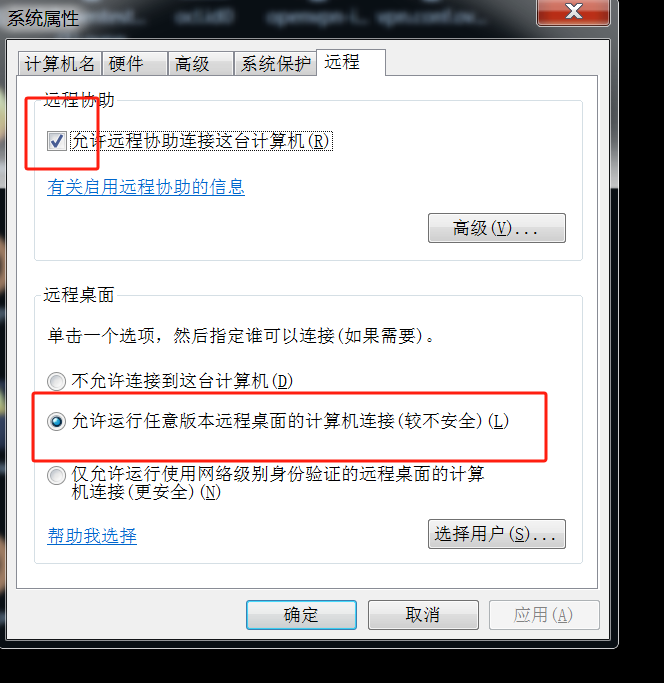 系统属性
计算机名 硬件 高级 系统保护 远程
远程协助
允许远程协助连接这台计算机(R)
有关启用远程协助的信息
高级(V)...
远程桌面
单击一个选项，然后指定谁可以连接(如果需要)。
不允许连接到这台计算机(D)
允许运行任意版本远程桌面的计算机连接(较不安全)(L)
仅允许运行使用网络级别身份验证的远程桌面的计算
机连接(更安全)(N)
帮助我选择
选择用户(S)...
确定 取消 应用(A)